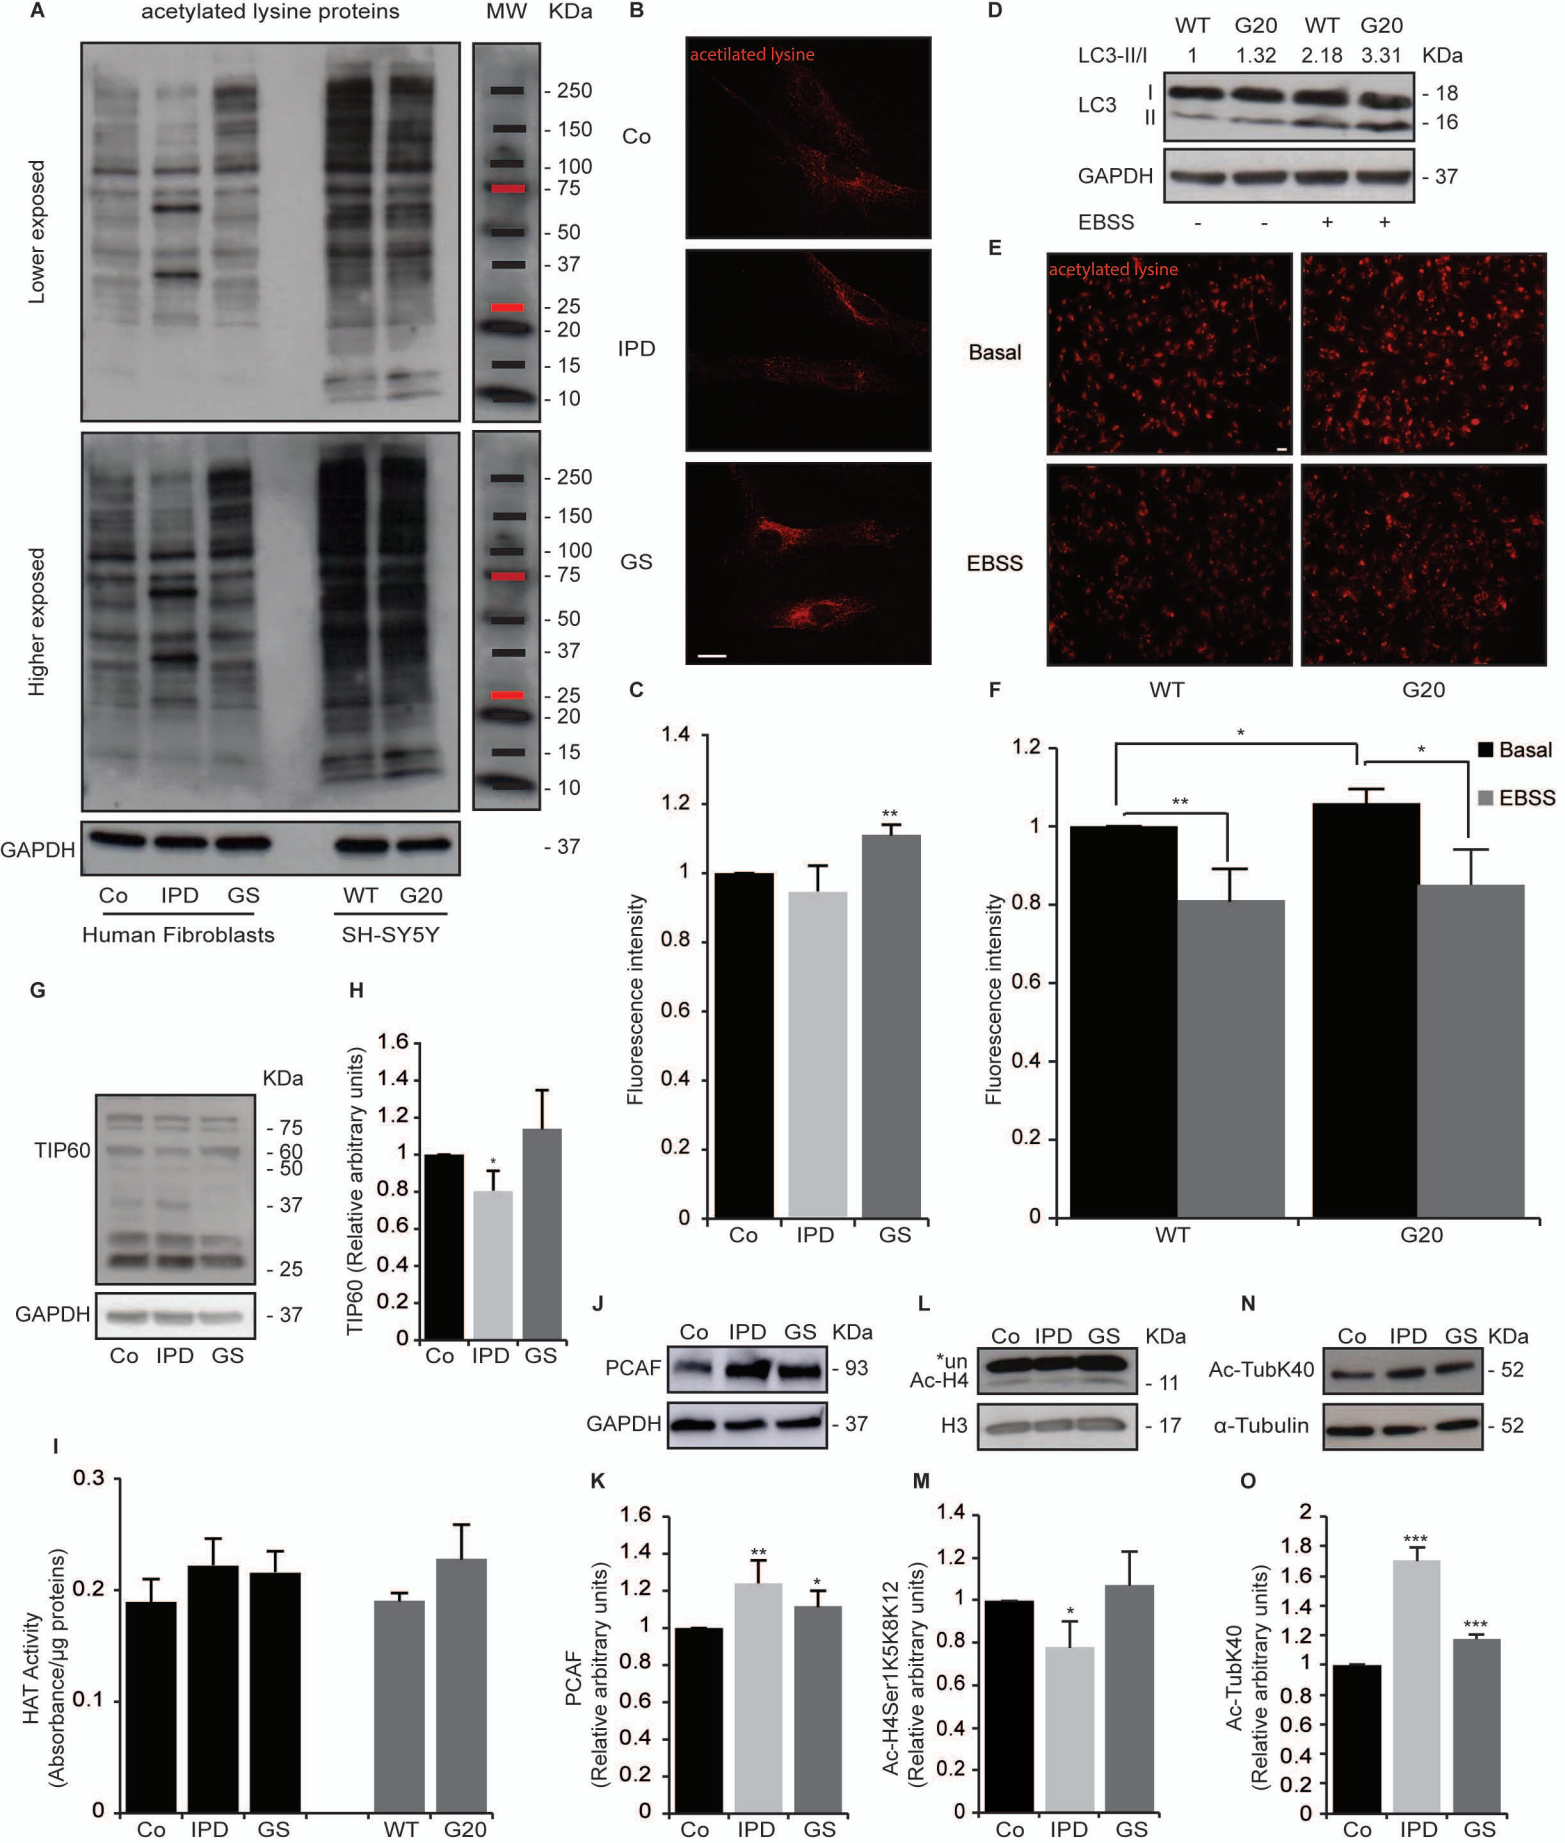 A
acetylated lysine proteins
MW
KDa
Lower exposed
- 250
- 150
- 100
- 75
- 50
- 37
- 25
- 20
- 15
- 10
Higher exposed
- 250
- 150
- 100
- 75
- 50
- 37
- 25
- 20
- 15
- 10
GAPDH
- 37
Co IPD GS WT G20
Human Fibroblasts SH-SY5Y
B
acetilated lysine
Co
IPD
GS
C
Fluorescence intensity
1.4
1.2
1
0.8
0.6
0.4
0.2
0
**
Co IPD GS
D
WT G20 WT G20
LC3-II/I 1 1.32 2.18 3.31 KDa
LC3 I - 18
II - 16
GAPDH - 37
EBSS - - + +
E
acetylated lysine
Basal
EBSS
WT G20
F
Fluorescence intensity
1.2
1
0.8
0.6
0.4
0.2
0
*
**
*
Basal
EBSS
WT G20
G
KDa
TIP60
- 75
- 60
- 50
- 37
- 25
GAPDH - 37
Co IPD GS
H
TIP60 (Relative arbitrary units)
1.6
1.4
1.2
1
0.8
0.6
0.4
0.2
0
*
Co IPD GS
I
HAT Activity
(Absorbance/µg proteins)
0.3
0.2
0.1
0
Co IPD GS WT G20
J
Co IPD GS KDa
PCAF - 93
GAPDH - 37
K
PCAF
(Relative arbitrary units)
1.6
1.4
1.2
1
0.8
0.6
0.4
0.2
0
**
*
Co IPD GS
L
Co IPD GS KDa
*un
Ac-H4 - 11
H3 - 17
M
Ac-H4Ser1K5K8K12
(Relative arbitrary units)
1.4
1.2
1
0.8
0.6
0.4
0.2
0
*
Co IPD GS
N
Co IPD GS KDa
Ac-TubK40 - 52
α-Tubulin - 52
O
Ac-TubK40
(Relative arbitrary units)
2
1.8
1.6
1.4
1.2
1
0.8
0.6
0.4
0.2
0
***
***
Co IPD GS